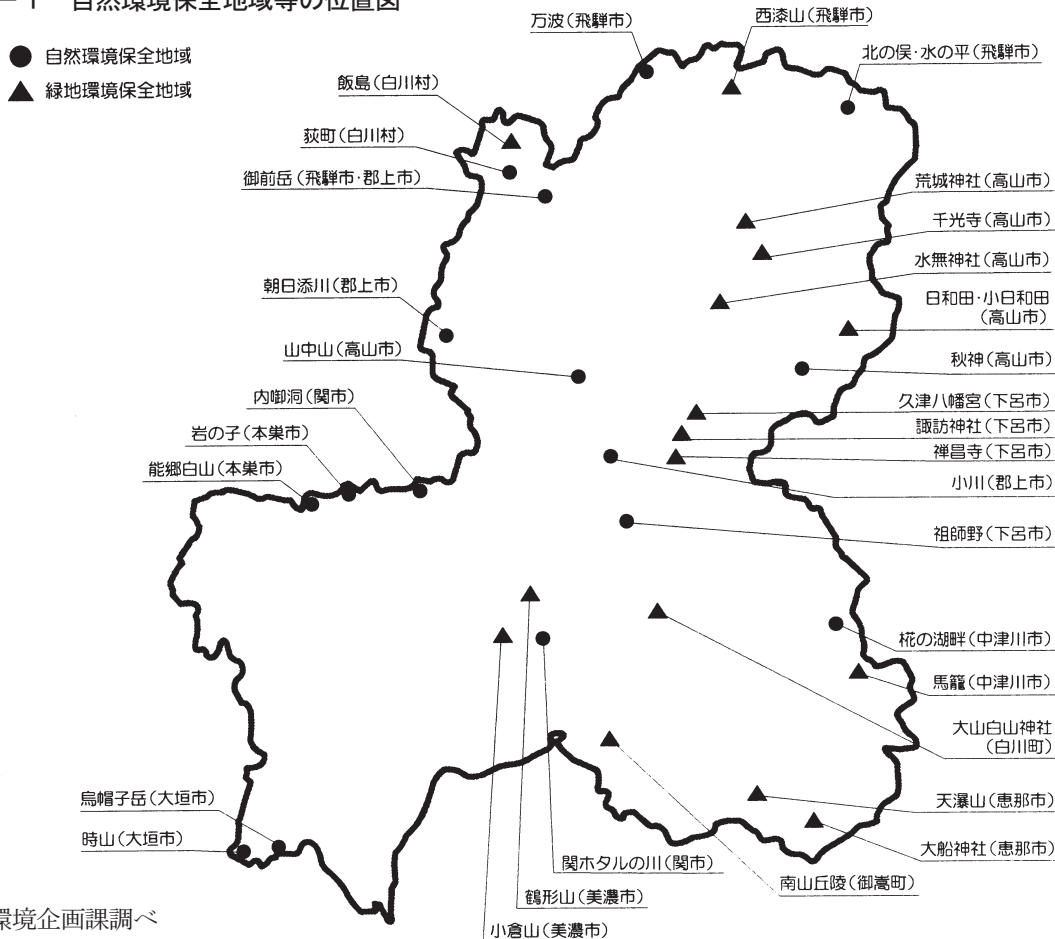 －1　自然環境保全地域等の位置図
● 自然環境保全地域
▲ 緑地環境保全地域
万波（飛騨市）
西漆山（飛騨市）
北の俣・水の平（飛騨市）
飯島（白川村）
荻町（白川村）
御前岳（飛騨市・郡上市）
朝日添川（郡上市）
山中山（高山市）
内御洞（関市）
岩の子（本巣市）
能郷白山（本巣市）
荒城神社（高山市）
千光寺（高山市）
水無神社（高山市）
日和田・小日和田
（高山市）
秋神（高山市）
久津八幡宮（下呂市）
諏訪神社（下呂市）
禅昌寺（下呂市）
小川（郡上市）
祖師野（下呂市）
椛の湖畔（中津川市）
馬籠（中津川市）
大山白山神社
（白川町）
天瀑山（恵那市）
大船神社（恵那市）
烏帽子岳（大垣市）
時山（大垣市）
関ホタルの川（関市）
南山丘陵（御嵩町）
鶴形山（美濃市）
小倉山（美濃市）
環境企画課調べ